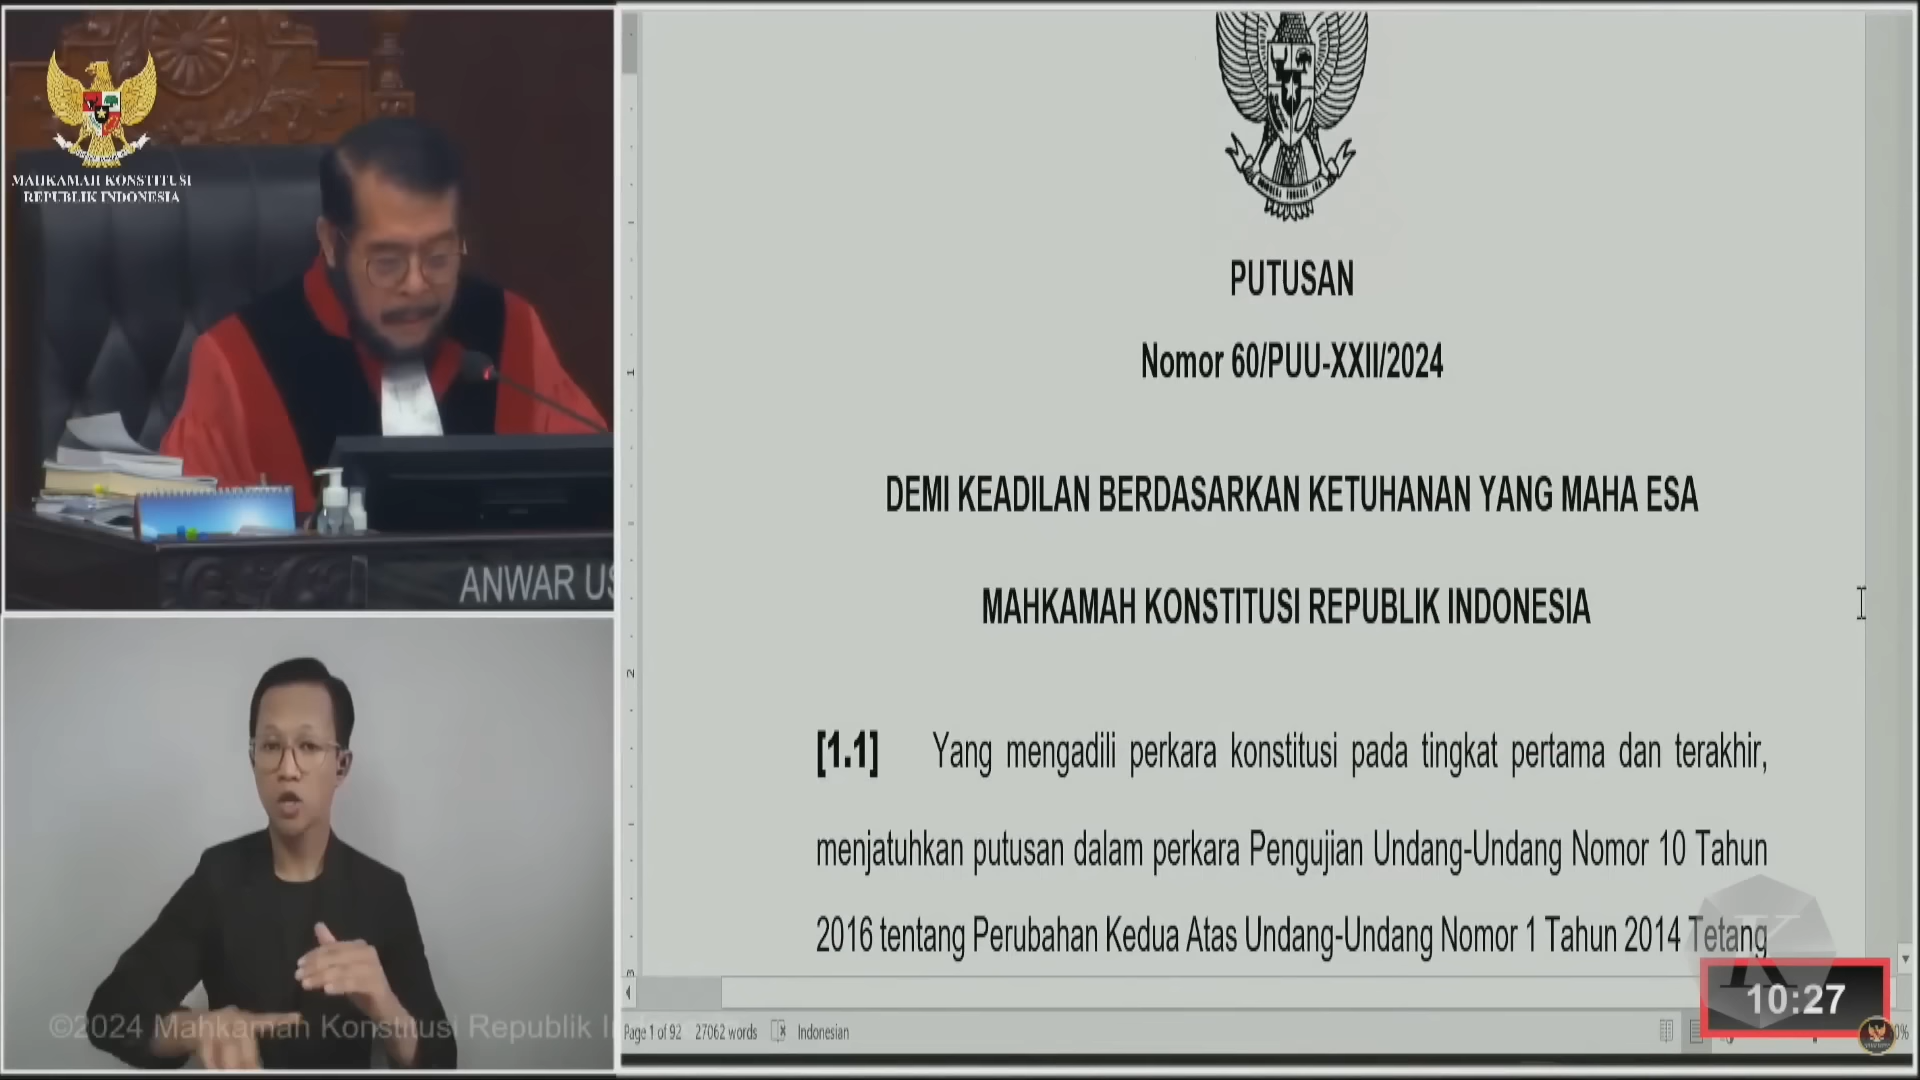 MAHKAMAH KONSTITUSI
REPUBLIK INDONESIA
ANWAR US
©2024 Mahkamah Konstitusi Republik I
PUTUSAN
Nomor 60/PUU-XXII/2024
DEMI KEADILAN BERDASARKAN KETUHANAN YANG MAHA ESA
MAHKAMAH KONSTITUSI REPUBLIK INDONESIA
[1.1] Yang mengadili perkara konstitusi pada tingkat pertama dan terakhir,
menjatuhkan putusan dalam perkara Pengujian Undang-Undang Nomor 10 Tahun
2016 tentang Perubahan Kedua Atas Undang-Undang Nomor 1 Tahun 2014 Tetang
K
10:27
Page 1 of 92 27062 words Indonesian